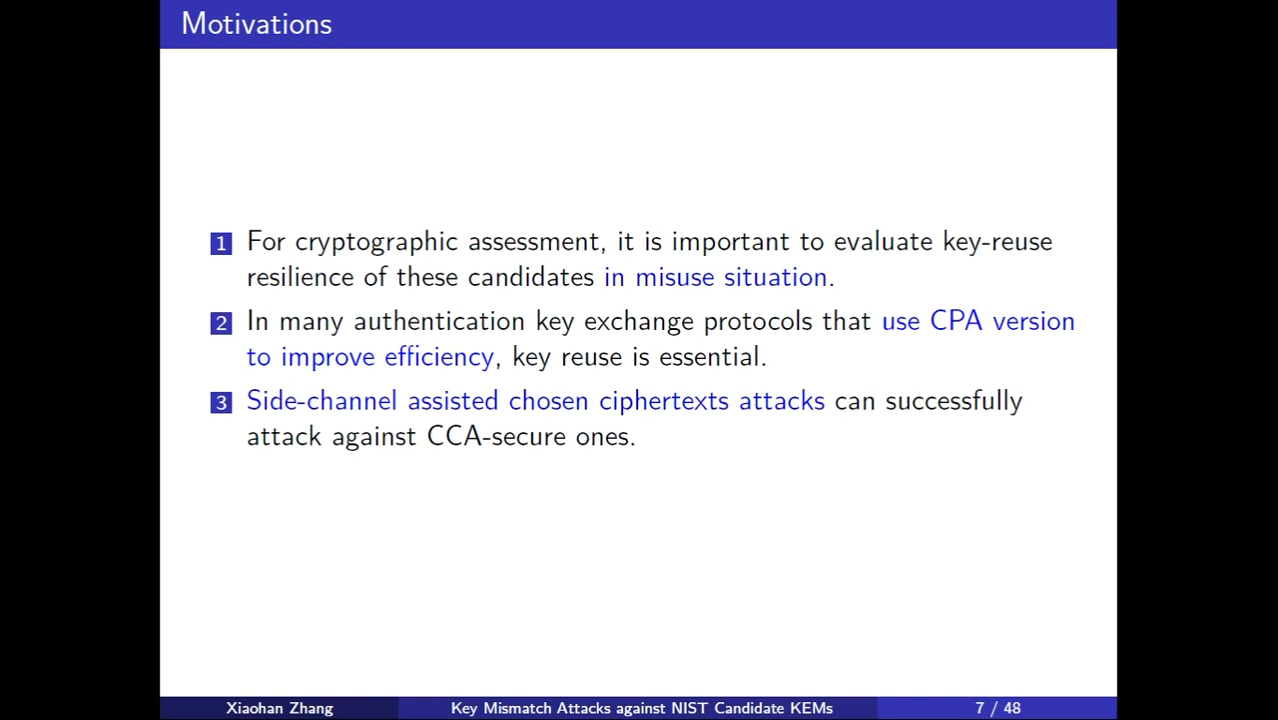 Motivations
1 For cryptographic assessment, it is important to evaluate key-reuse
resilience of these candidates in misuse situation.
2 In many authentication key exchange protocols that use CPA version
to improve efficiency, key reuse is essential.
3 Side-channel assisted chosen ciphertexts attacks can successfully
attack against CCA-secure ones.
Xiaohan Zhang Key Mismatch Attacks against NIST Candidate KEMs 7 / 48